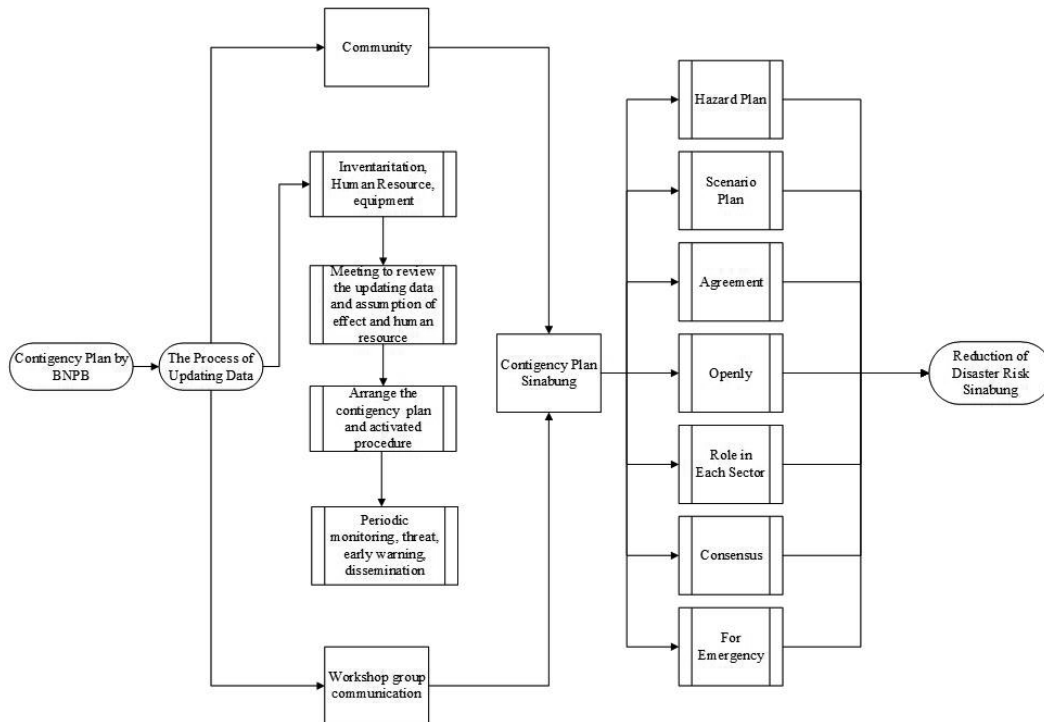 Contigency Plan by
BNPB
The Process of
Updating Data
Community
Inventaritation,
Human Resource,
equipment
Meeting to review
the updating data
and assumption of
effect and human
resource
Arrange the
contigency plan
and activated
procedure
Periodic
monitoring, threat,
early warning,
dissemination
Workshop group
communication
Contigency Plan
Sinabung
Hazard Plan
Scenario
Plan
Agreement
Openly
Role in
Each Sector
Consensus
For
Emergency
Reduction of
Disaster Risk
Sinabung